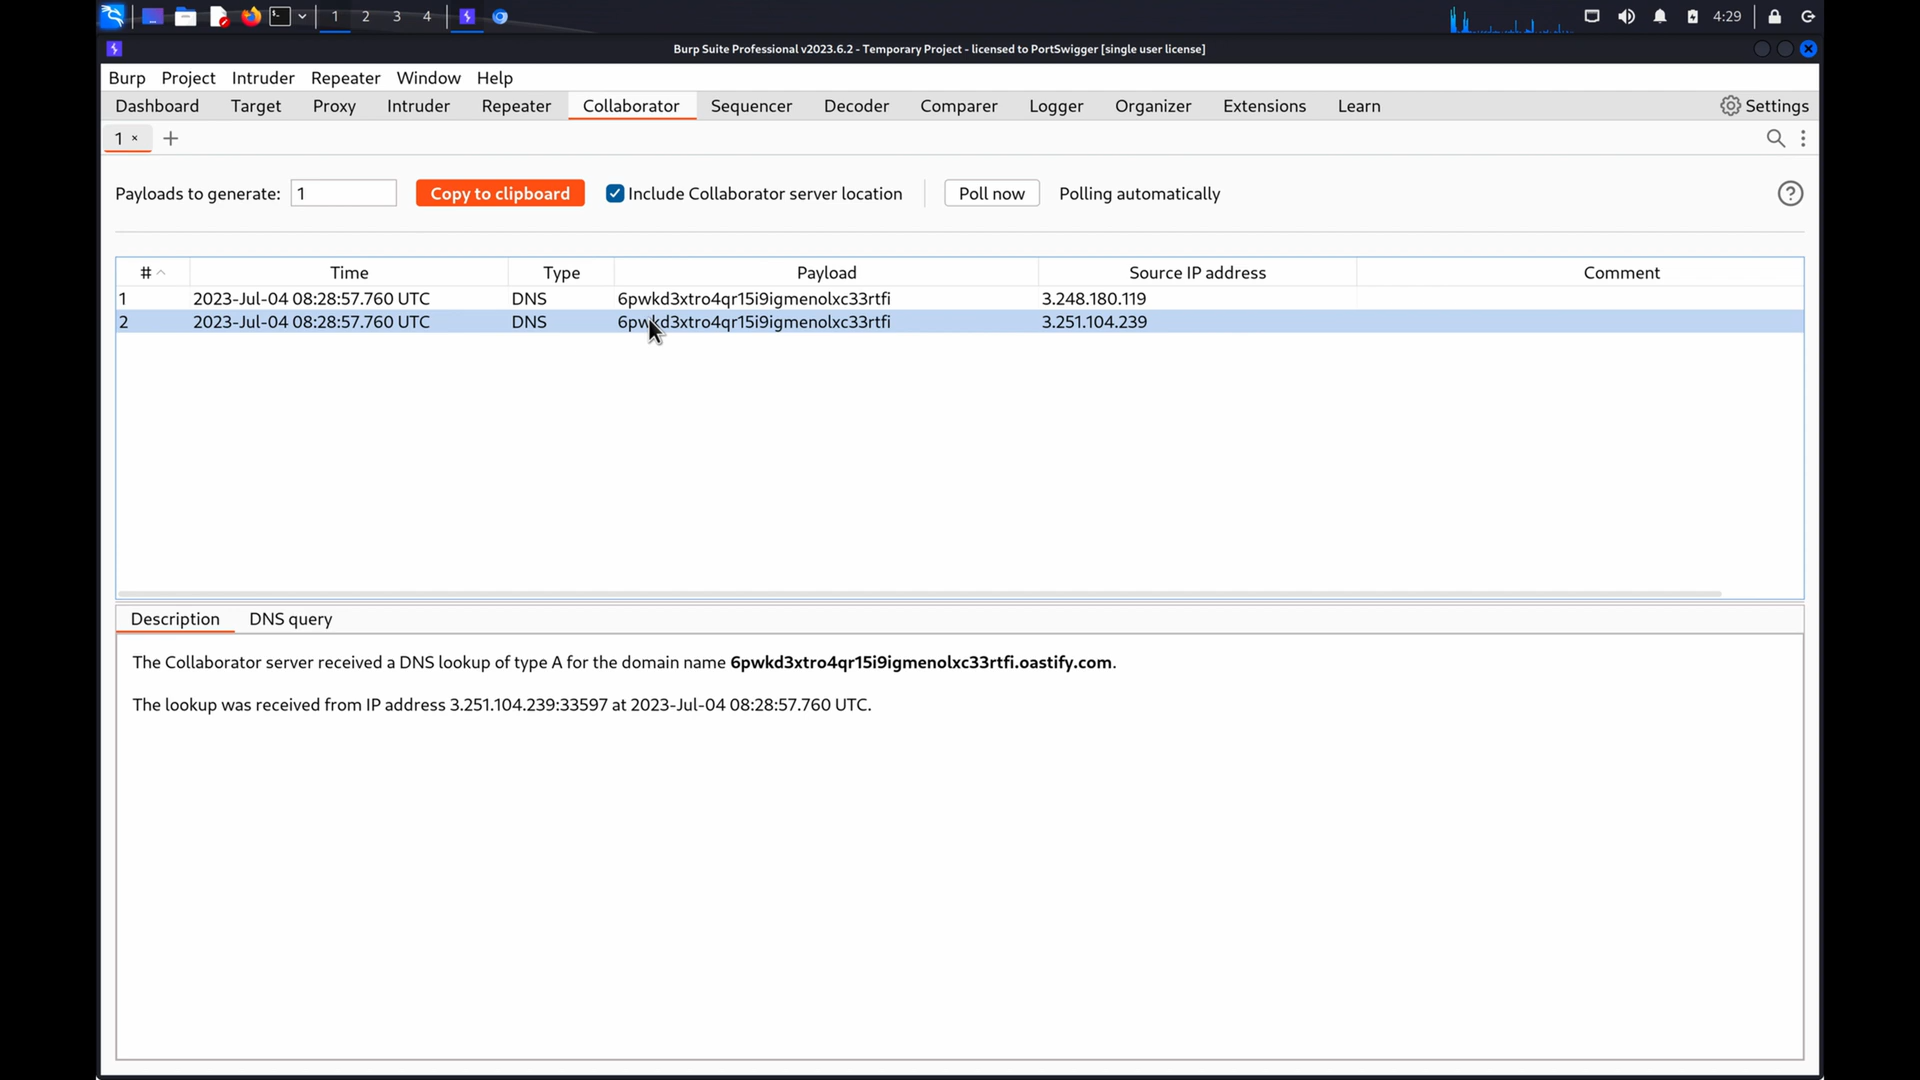 1 2 3 4 4:29
Burp Suite Professional v2023.6.2 - Temporary Project - licensed to PortSwigger [single user license]
Burp Project Intruder Repeater Window Help
Dashboard Target Proxy Intruder Repeater Collaborator Sequencer Decoder Comparer Logger Organizer Extensions Learn Settings
1 × +
Payloads to generate: 1 Copy to clipboard Include Collaborator server location Poll now Polling automatically ?
# Time Type Payload Source IP address Comment
1 2023-Jul-04 08:28:57.760 UTC DNS 6pwkd3xtro4qr15i9igmenolxc33rtfi 3.248.180.119
2 2023-Jul-04 08:28:57.760 UTC DNS 6pwkd3xtro4qr15i9igmenolxc33rtfi 3.251.104.239
Description DNS query
The Collaborator server received a DNS lookup of type A for the domain name 6pwkd3xtro4qr15i9igmenolxc33rtfi.oastify.com.
The lookup was received from IP address 3.251.104.239:33597 at 2023-Jul-04 08:28:57.760 UTC.